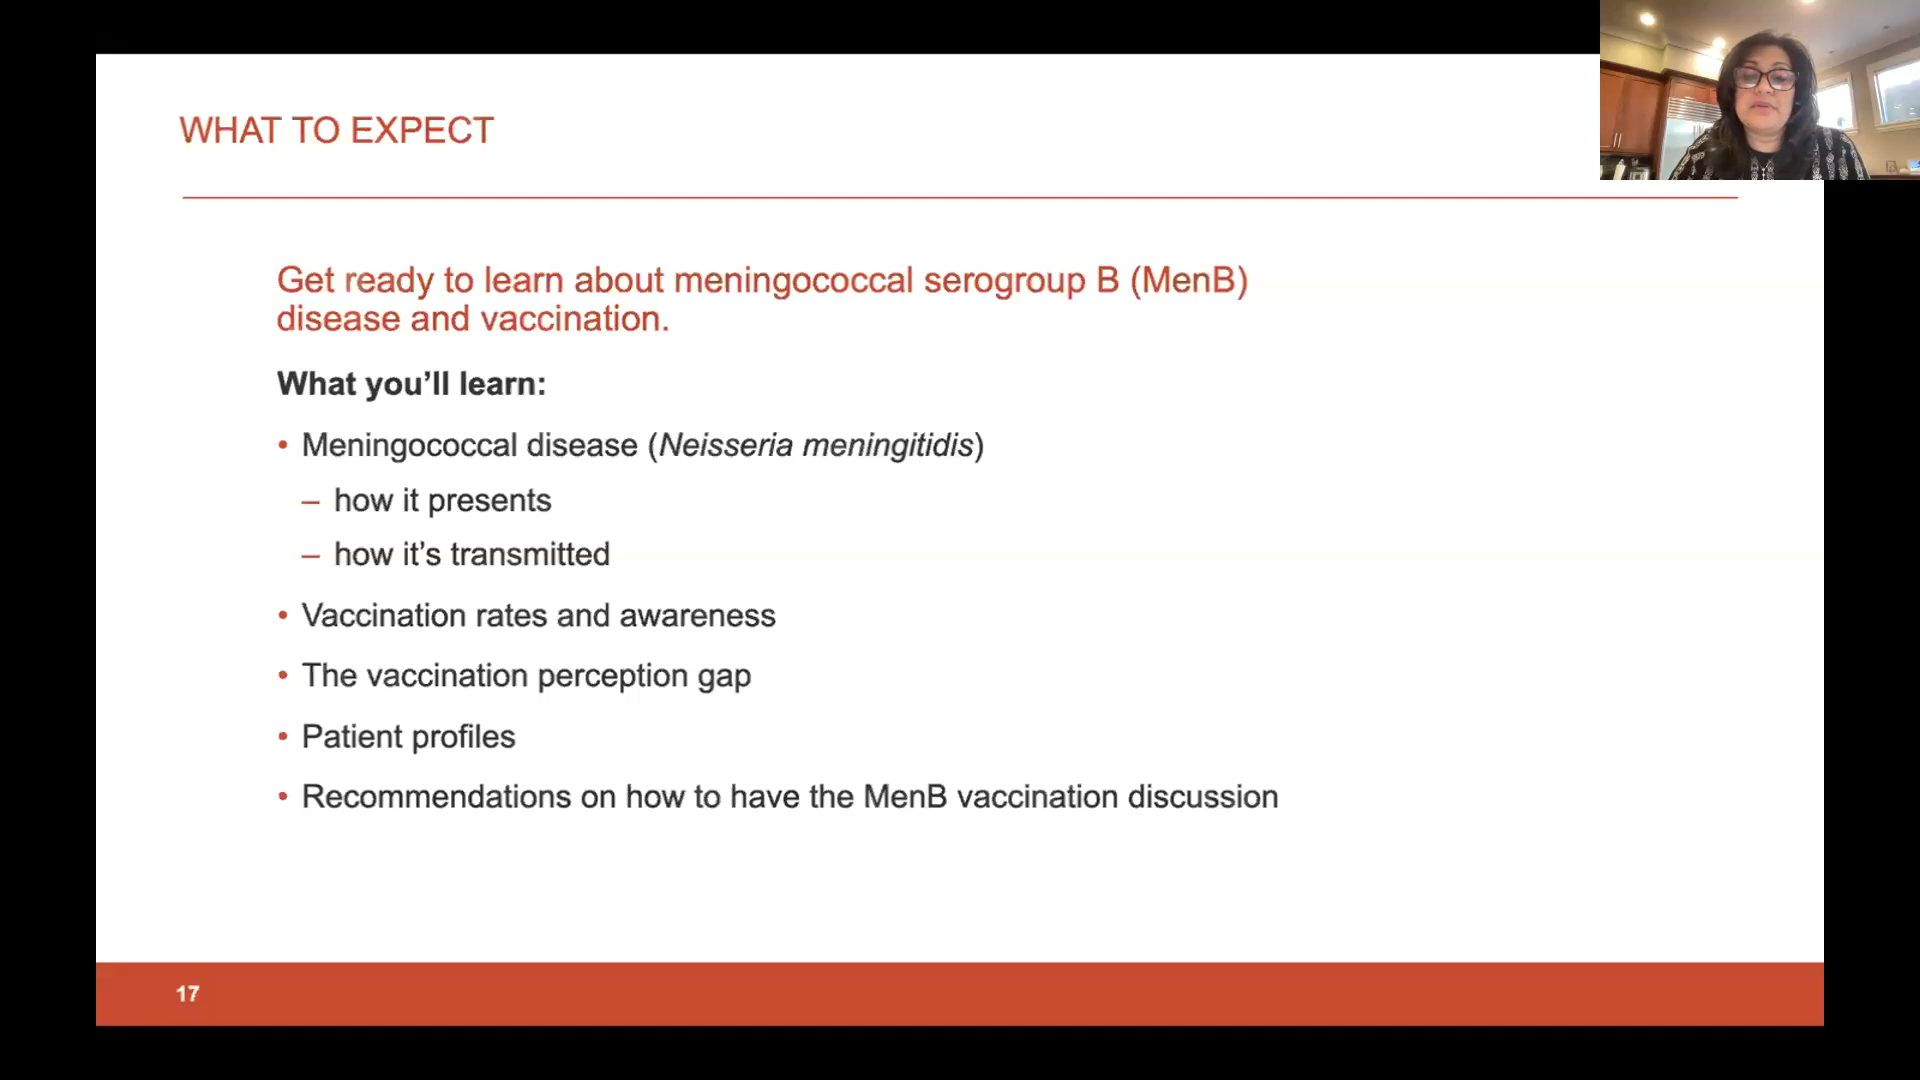 WHAT TO EXPECT
Get ready to learn about meningococcal serogroup B (MenB)
disease and vaccination.
What you’ll learn:
• Meningococcal disease (Neisseria meningitidis)
– how it presents
– how it’s transmitted
• Vaccination rates and awareness
• The vaccination perception gap
• Patient profiles
• Recommendations on how to have the MenB vaccination discussion
17